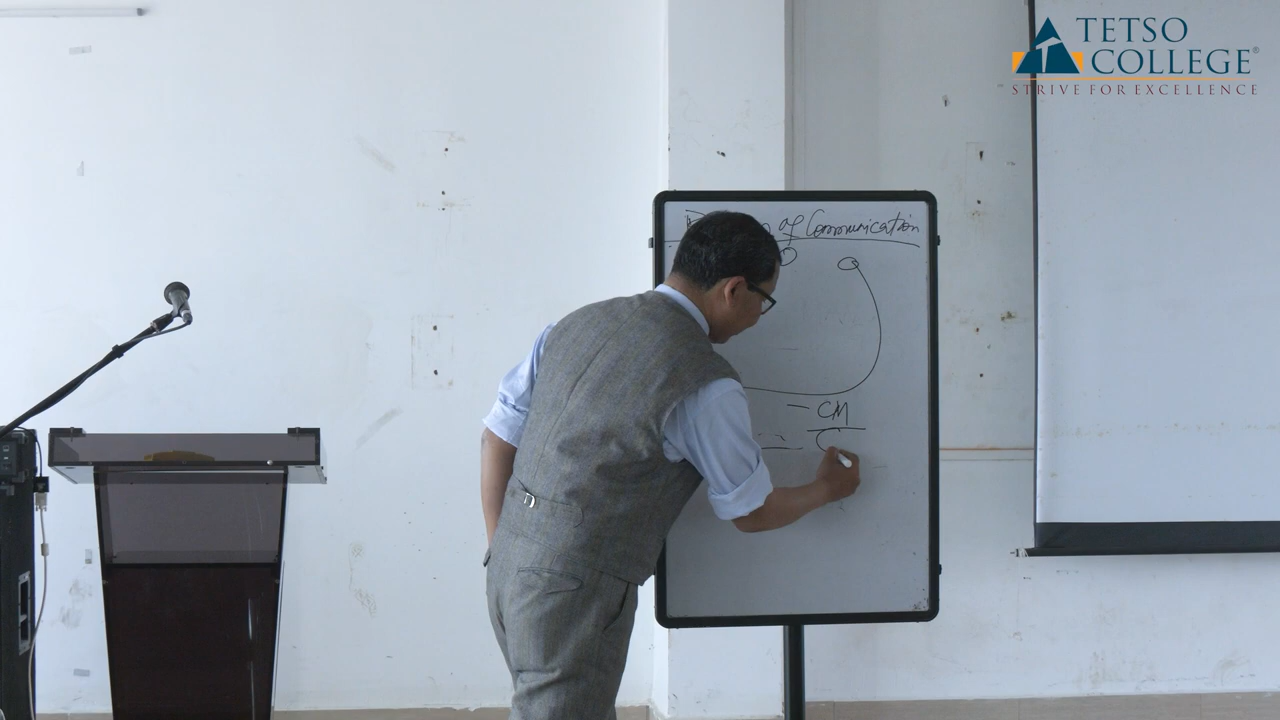 TETSO
COLLEGE®
STRIVE FOR EXCELLENCE
of Communication
- CM